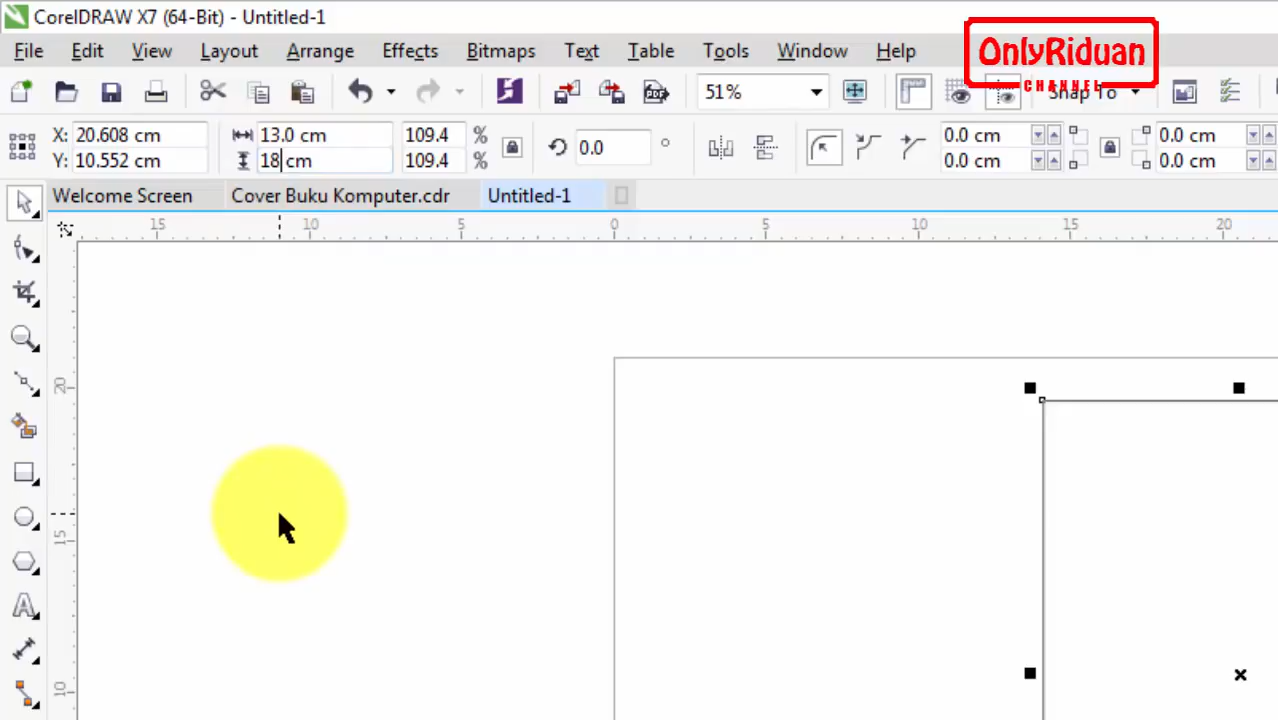 CorelDRAW X7 (64-Bit) - Untitled-1
File Edit View Layout Arrange Effects Bitmaps Text Table Tools Window Help
OnlyRiduan
CHANNEL
51%
Snap To
X: 20.608 cm
Y: 10.552 cm
13.0 cm
18 cm
109.4 %
109.4 %
0.0 °
0.0 cm
0.0 cm
0.0 cm
0.0 cm
Welcome Screen Cover Buku Komputer.cdr Untitled-1
15 10 5 0 5 10 15 20
20
15
10